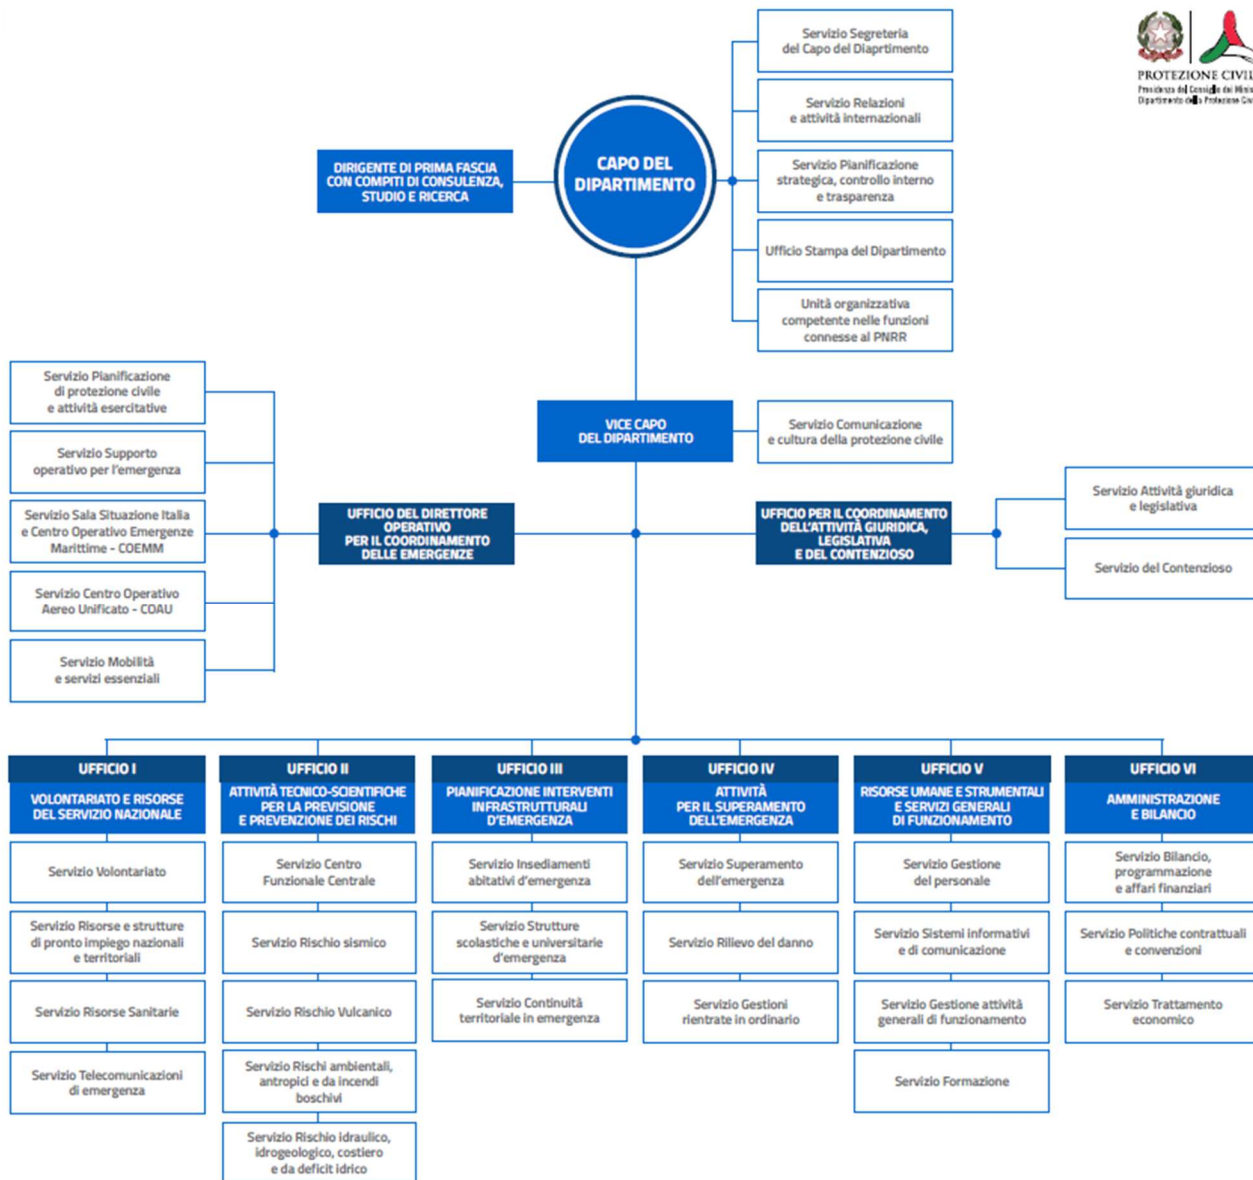 PROTEZIONE CIVIL
Presidenza del Consiglio dei Minis
Dipartimento della Protezione Civil
Servizio Segreteria
del Capo del Diaprtimento
Servizio Relazioni
e attività internazionali
Servizio Pianificazione
strategica, controllo interno
e trasparenza
Ufficio Stampa del Dipartimento
Unità organizzativa
competente nelle funzioni
connesse al PNRR
CAPO DEL
DIPARTIMENTO
DIRIGENTE DI PRIMA FASCIA
CON COMPITI DI CONSULENZA,
STUDIO E RICERCA
VICE CAPO
DEL DIPARTIMENTO
Servizio Comunicazione
e cultura della protezione civile
Servizio Pianificazione
di protezione civile
e attività esercitative
Servizio Supporto
operativo per l'emergenza
Servizio Sala Situazione Italia
e Centro Operativo Emergenze
Marittime - COEMM
Servizio Centro Operativo
Aereo Unificato - COAU
Servizio Mobilità
e servizi essenziali
UFFICIO DEL DIRETTORE
OPERATIVO
PER IL COORDINAMENTO
DELLE EMERGENZE
UFFICIO PER IL COORDINAMENTO
DELL'ATTIVITÀ GIURIDICA,
LEGISLATIVA
E DEL CONTENZIOSO
Servizio Attività giuridica
e legislativa
Servizio del Contenzioso
UFFICIO I
VOLONTARIATO E RISORSE
DEL SERVIZIO NAZIONALE
Servizio Volontariato
Servizio Risorse e strutture
di pronto impiego nazionali
e territoriali
Servizio Risorse Sanitarie
Servizio Telecomunicazioni
di emergenza
UFFICIO II
ATTIVITÀ TECNICO-SCIENTIFICHE
PER LA PREVISIONE
E PREVENZIONE DEI RISCHI
Servizio Centro
Funzionale Centrale
Servizio Rischio sismico
Servizio Rischio Vulcanico
Servizio Rischi ambientali,
antropici e da incendi
boschivi
Servizio Rischio idraulico,
idrogeologico, costiero
e da deficit idrico
UFFICIO III
PIANIFICAZIONE INTERVENTI
INFRASTRUTTURALI
D'EMERGENZA
Servizio Insediamenti
abitativi d'emergenza
Servizio Strutture
scolastiche e universitarie
d'emergenza
Servizio Continuità
territoriale in emergenza
UFFICIO IV
ATTIVITÀ
PER IL SUPERAMENTO
DELL'EMERGENZA
Servizio Superamento
dell'emergenza
Servizio Rilievo del danno
Servizio Gestioni
rientrate in ordinario
UFFICIO V
RISORSE UMANE E STRUMENTALI
E SERVIZI GENERALI
DI FUNZIONAMENTO
Servizio Gestione
del personale
Servizio Sistemi informativi
e di comunicazione
Servizio Gestione attività
generali di funzionamento
Servizio Formazione
UFFICIO VI
AMMINISTRAZIONE
E BILANCIO
Servizio Bilancio,
programmazione
e affari finanziari
Servizio Politiche contrattuali
e convenzioni
Servizio Trattamento
economico